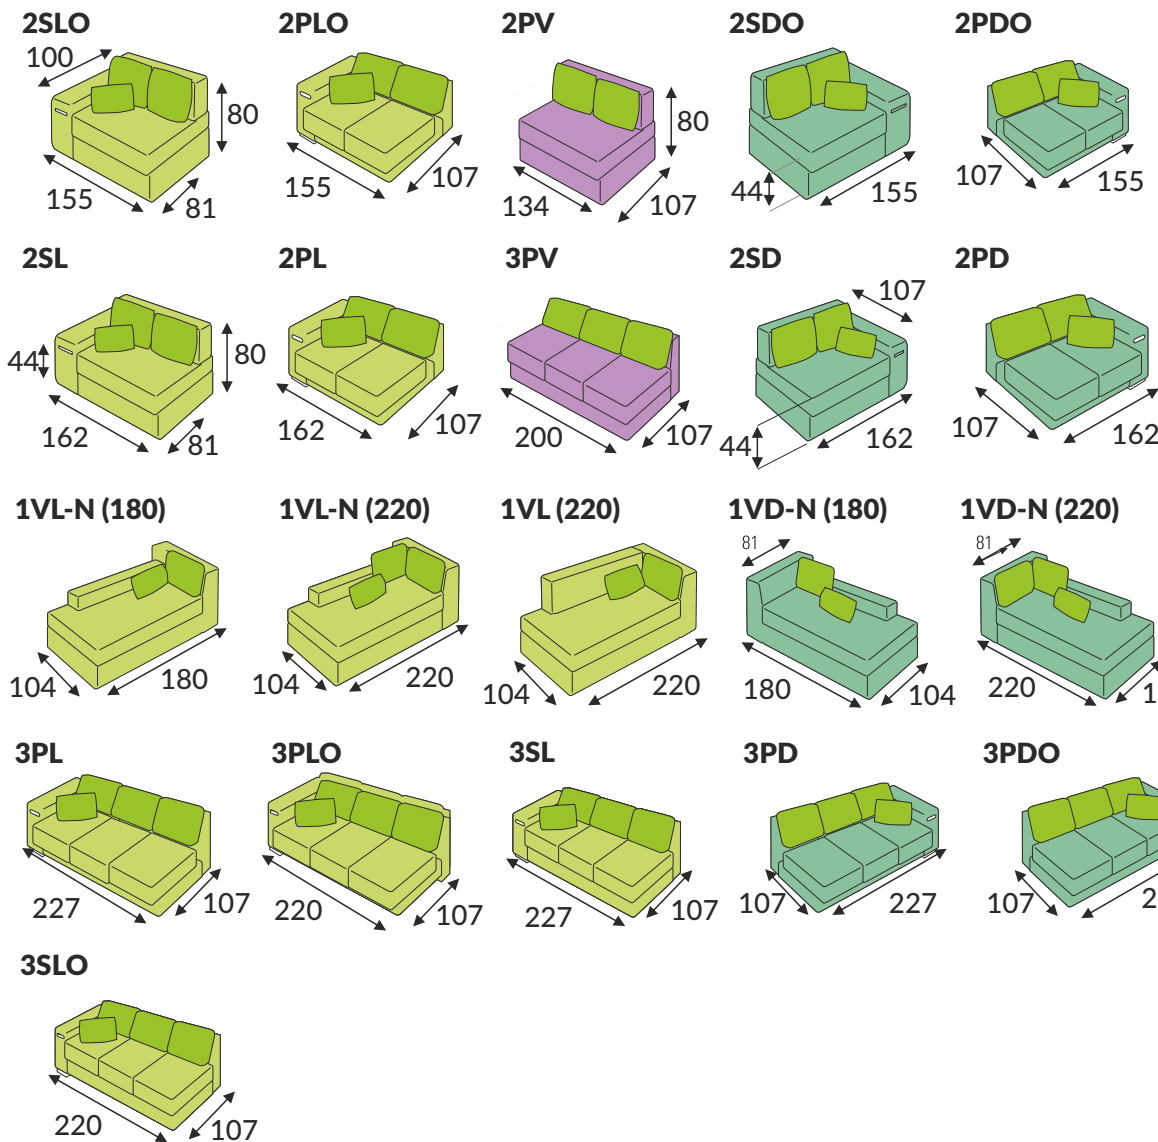 2SLO 2PLO 2PV 2SDO 2PDO
100
80 80
155 81 155 107 134 107 44 155 107 155
2SL 2PL 3PV 2SD 2PD
107
44 80
162 81 162 107 200 107 44 162 107 162
1VL-N (180) 1VL-N (220) 1VL (220) 1VD-N (180) 1VD-N (220)
81 81
104 180 104 220 104 220 180 104 220
3PL 3PLO 3SL 3PD 3PDO
227 107 220 107 227 107 107 227 107
3SLO
220 107